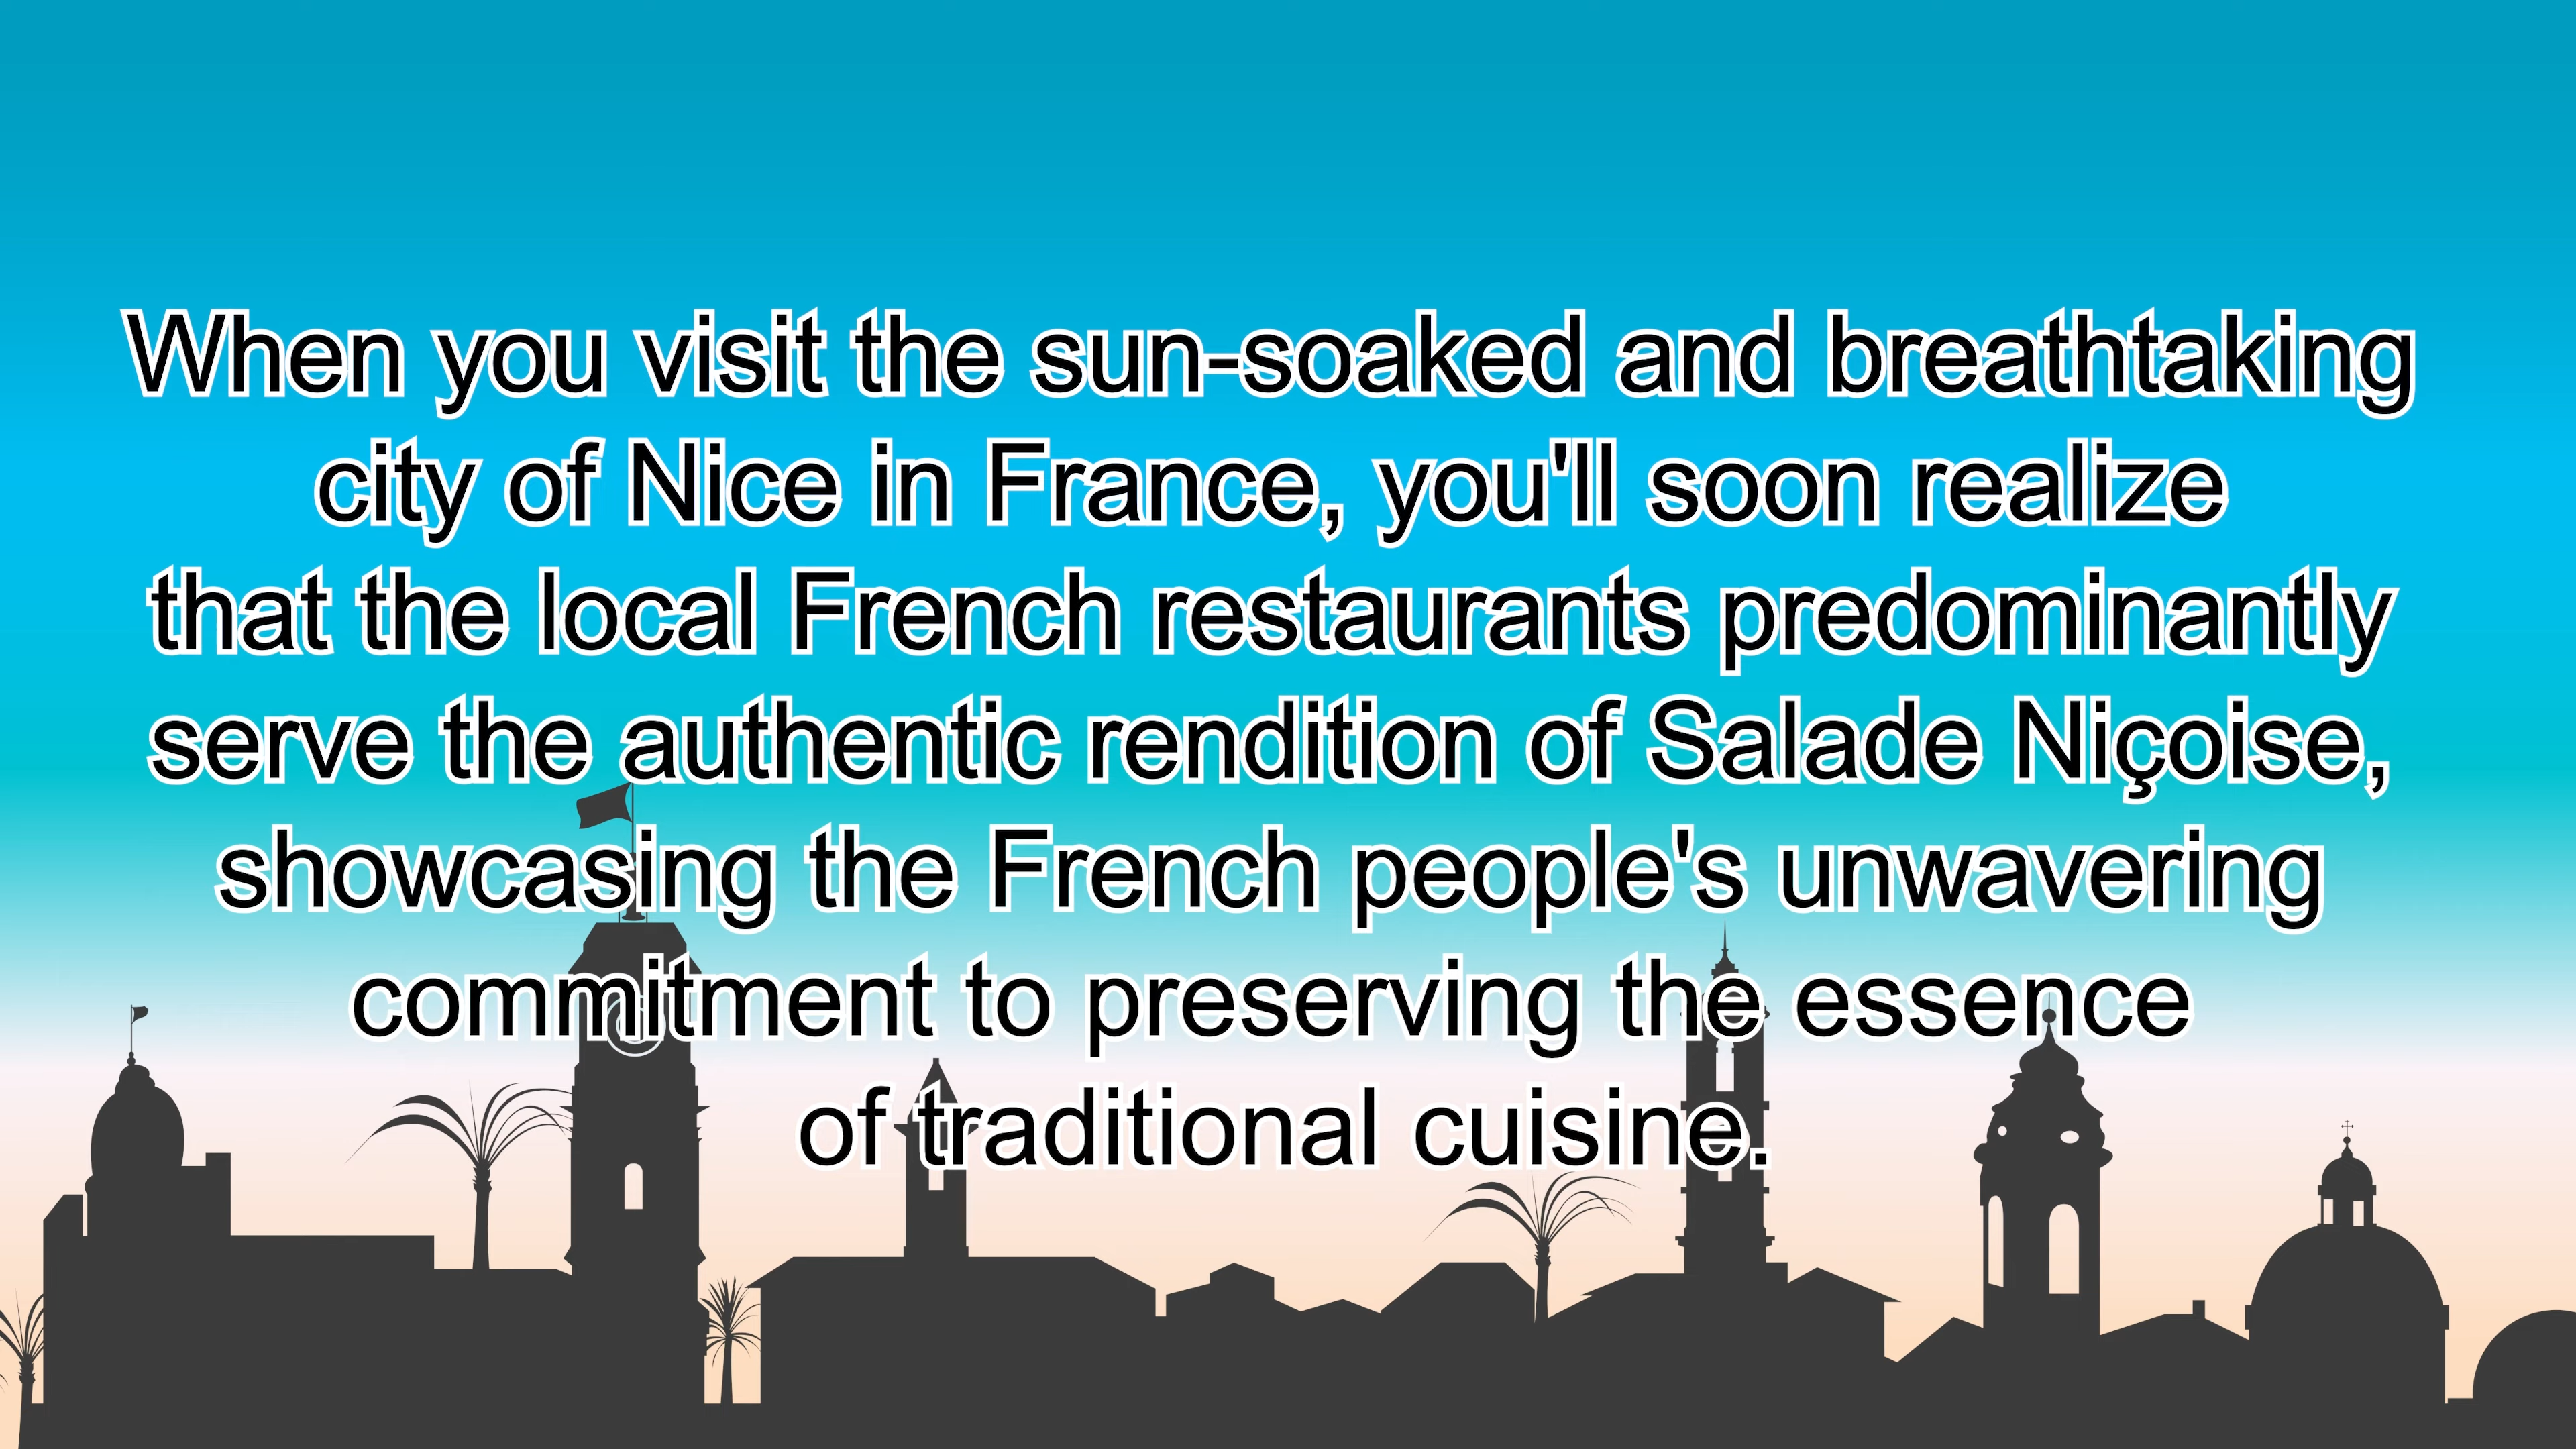 When you visit the sun-soaked and breathtaking
city of Nice in France, you'll soon realize
that the local French restaurants predominantly
serve the authentic rendition of Salade Niçoise,
showcasing the French people's unwavering
commitment to preserving the essence
of traditional cuisine.